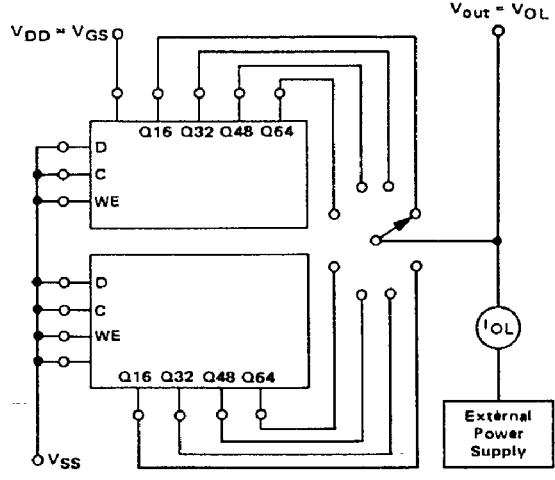 Vout = VOL
VDD = VGS
Q16 Q32 Q48 Q64
D
C
WE
D
C
WE
Q16 Q32 Q48 Q64
IOL
External
Power
Supply
VSS